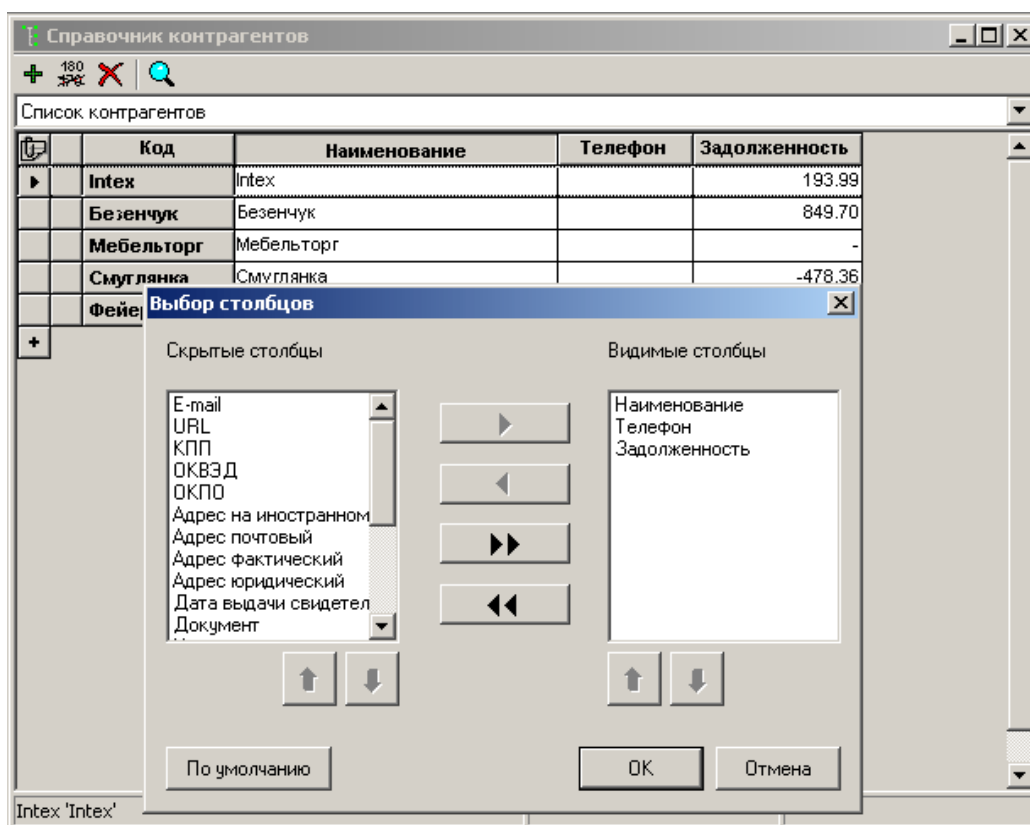 Справочник контрагентов
180
Список контрагентов
Код Наименование Телефон Задолженность
Intex Intex 193.99
Безенчук Безенчук 849.70
Мебельторг Мебельторг -
Смуглянка Смуглянка -478.36
Выбор столбцов
Скрытые столбцы Видимые столбцы
E-mail
URL
КПП
ОКВЭД
ОКПО
Адрес на иностранном
Адрес почтовый
Адрес фактический
Адрес юридический
Дата выдачи свидетел
Документ
Наименование
Телефон
Задолженность
По умолчанию OK Отмена
Intex 'Intex'